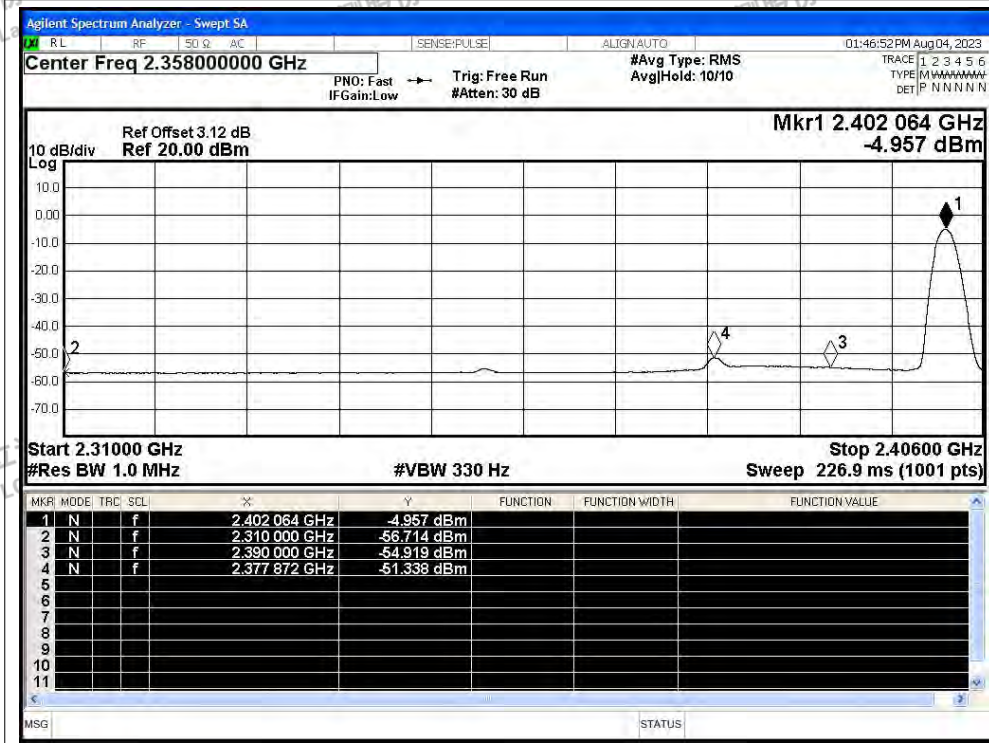 Agilent Spectrum Analyzer - Swept SA
RL RF 50 Ω AC SENSE:PULSE ALIGNAUTO 01:46:52 PM Aug 04, 2023
Center Freq 2.358000000 GHz #Avg Type: RMS TRACE 1 2 3 4 5 6
PNO: Fast Trig: Free Run Avg|Hold: 10/10 TYPE M
IFGain:Low #Atten: 30 dB DET P N N N N N
Mkr1 2.402 064 GHz
-4.957 dBm
Ref Offset 3.12 dB
10 dB/div Ref 20.00 dBm
Log
10.0
0.00
-10.0
-20.0
-30.0
-40.0
-50.0
-60.0
-70.0
1
2
4
3
Start 2.31000 GHz Stop 2.40600 GHz
#Res BW 1.0 MHz #VBW 330 Hz Sweep 226.9 ms (1001 pts)
MKR MODE TRC SCL X Y FUNCTION FUNCTION WIDTH FUNCTION VALUE
1 N f 2.402 064 GHz -4.957 dBm
2 N f 2.310 000 GHz -56.714 dBm
3 N f 2.390 000 GHz -54.919 dBm
4 N f 2.377 872 GHz -51.338 dBm
5
6
7
8
9
10
11
MSG STATUS